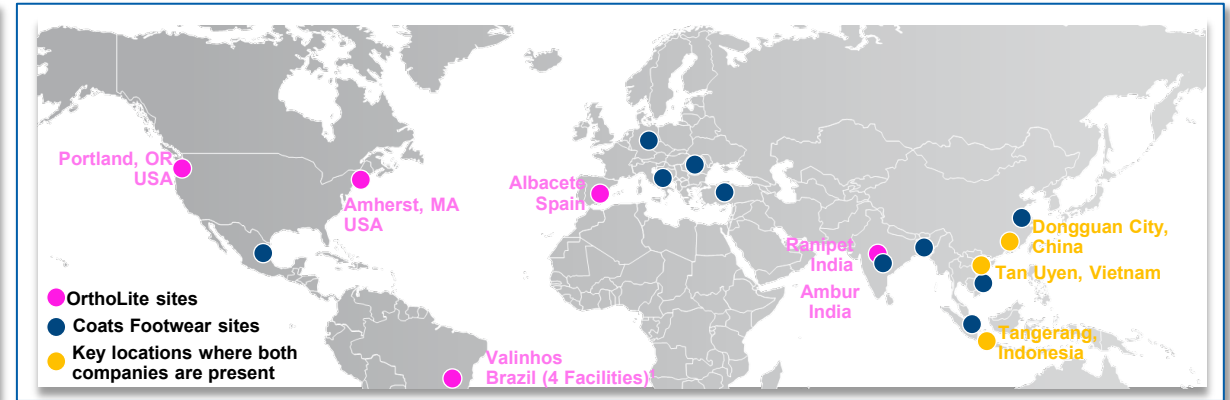 Portland, OR
USA
Amherst, MA
USA
Albacete
Spain
Ranipet
India
Ambur
India
Dongguan City,
China
Tan Uyen, Vietnam
Tangerang,
Indonesia
Valinhos
Brazil (4 Facilities)¹
OrthoLite sites
Coats Footwear sites
Key locations where both
companies are present